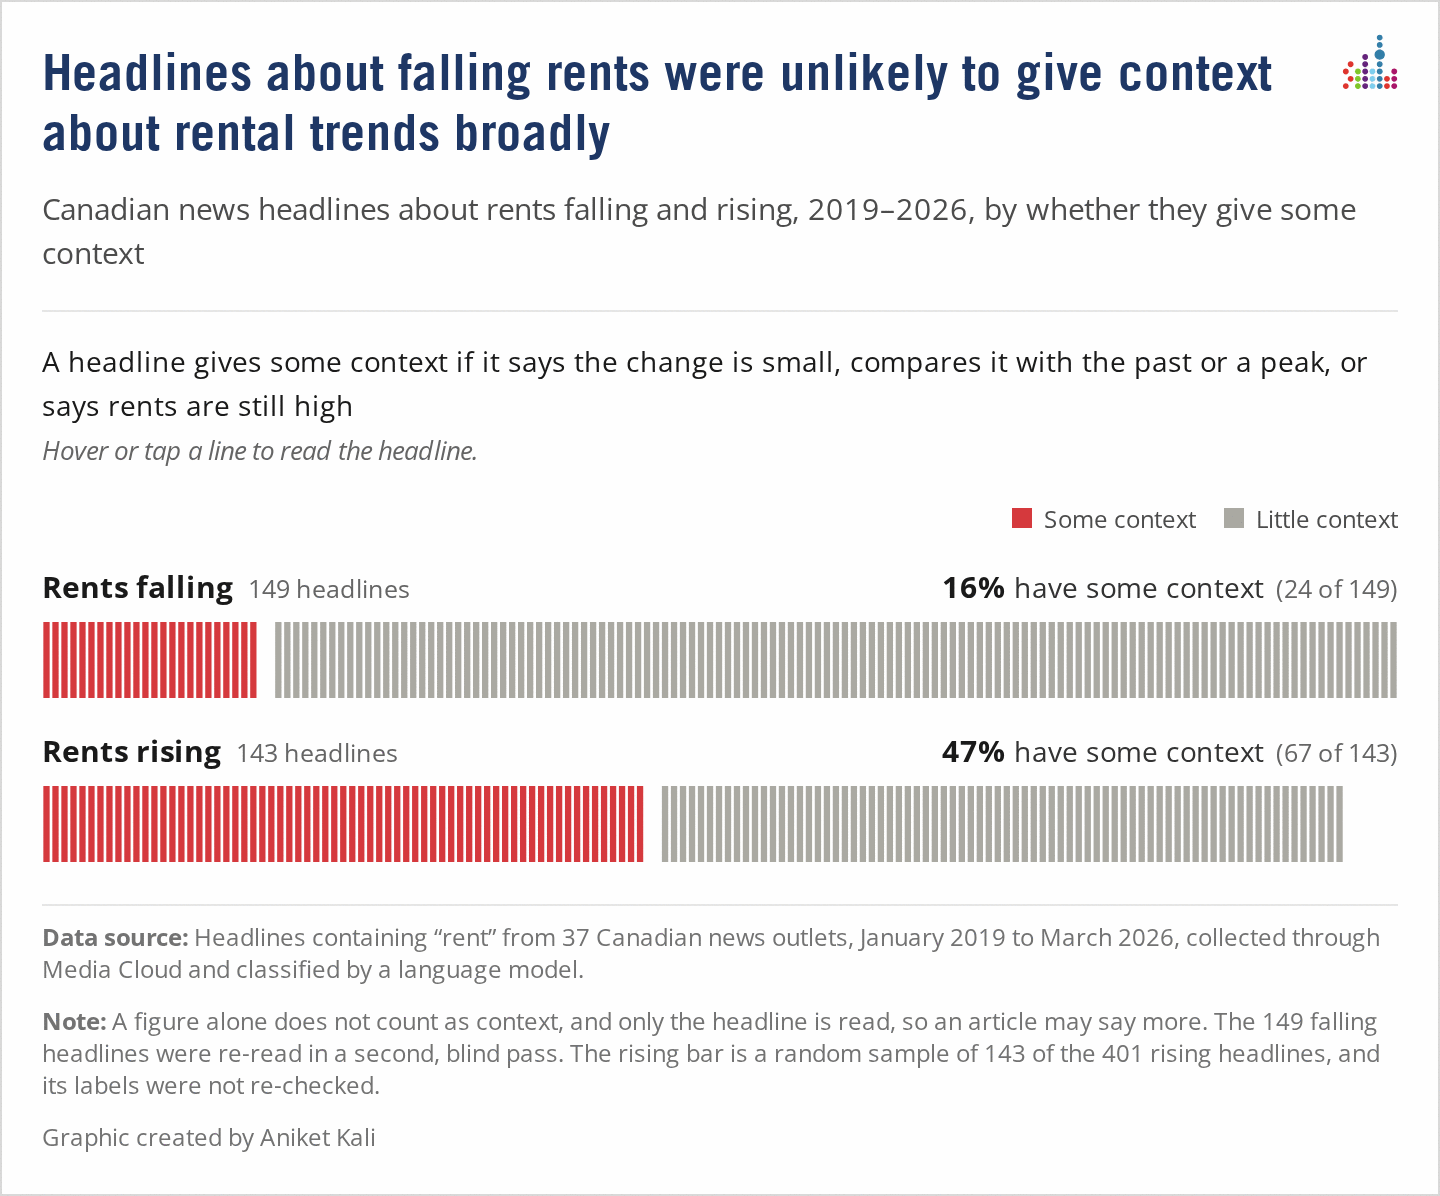 Headlines about falling rents were unlikely to give context
about rental trends broadly
Canadian news headlines about rents falling and rising, 2019–2026, by whether they give some
context
A headline gives some context if it says the change is small, compares it with the past or a peak, or
says rents are still high
Hover or tap a line to read the headline.
Some context Little context
Rents falling 149 headlines 16% have some context (24 of 149)
Rents rising 143 headlines 47% have some context (67 of 143)
Data source: Headlines containing “rent” from 37 Canadian news outlets, January 2019 to March 2026, collected through
Media Cloud and classified by a language model.
Note: A figure alone does not count as context, and only the headline is read, so an article may say more. The 149 falling
headlines were re-read in a second, blind pass. The rising bar is a random sample of 143 of the 401 rising headlines, and
its labels were not re-checked.
Graphic created by Aniket Kali